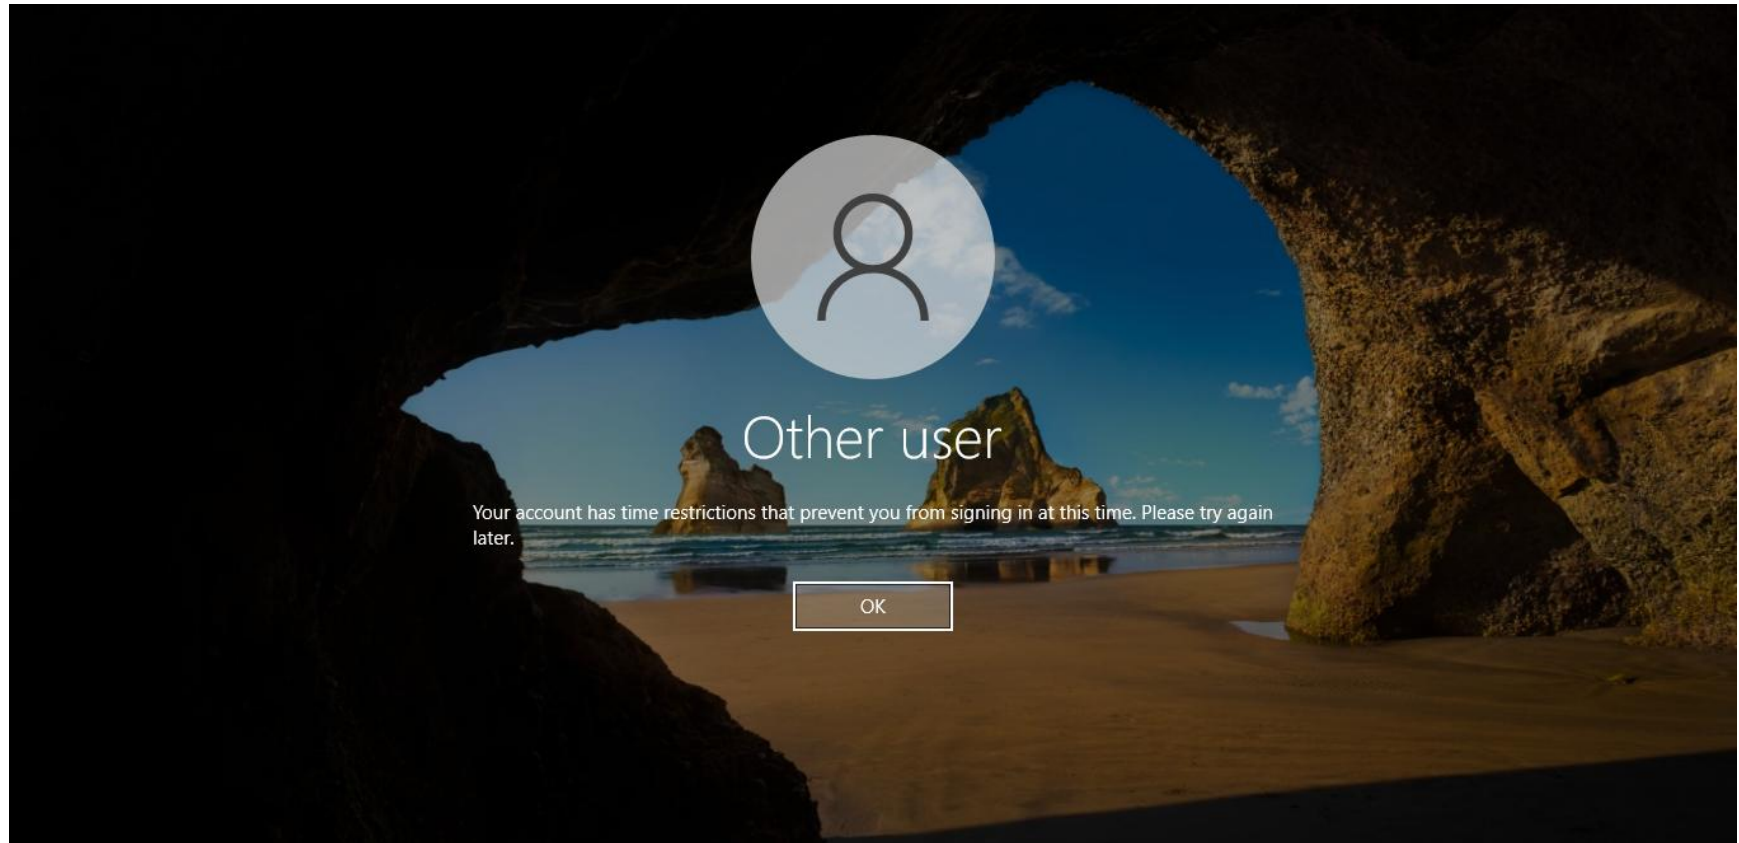 Other user
Your account has time restrictions that prevent you from signing in at this time. Please try again
later.
OK